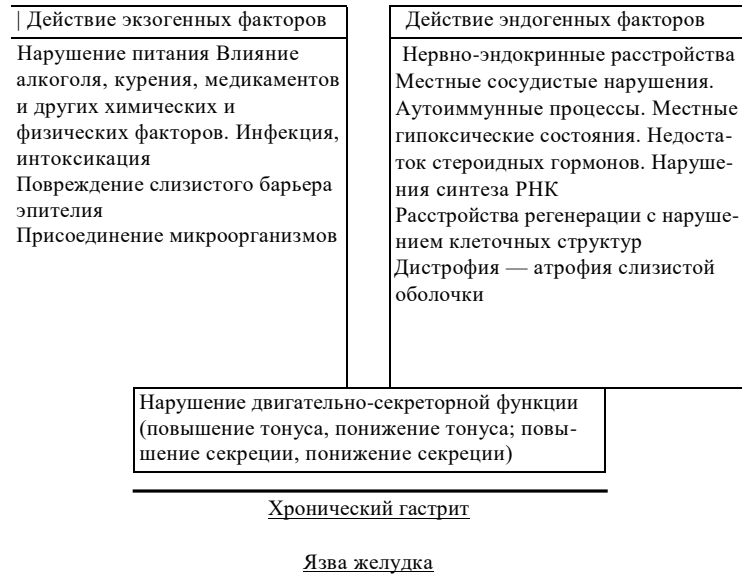 | Действие экзогенных факторов
Нарушение питания Влияние
алкоголя, курения, медикаментов
и других химических и
физических факторов. Инфекция,
интоксикация
Повреждение слизистого барьера
эпителия
Присоединение микроорганизмов
Действие эндогенных факторов
Нервно-эндокринные расстройства
Местные сосудистые нарушения.
Аутоиммунные процессы. Местные
гипоксические состояния. Недоста-
ток стероидных гормонов. Наруше-
ния синтеза РНК
Расстройства регенерации с наруше-
нием клеточных структур
Дистрофия — атрофия слизистой
оболочки
Нарушение двигательно-секреторной функции
(повышение тонуса, понижение тонуса; повы-
шение секреции, понижение секреции)
Хронический гастрит
Язва желудка